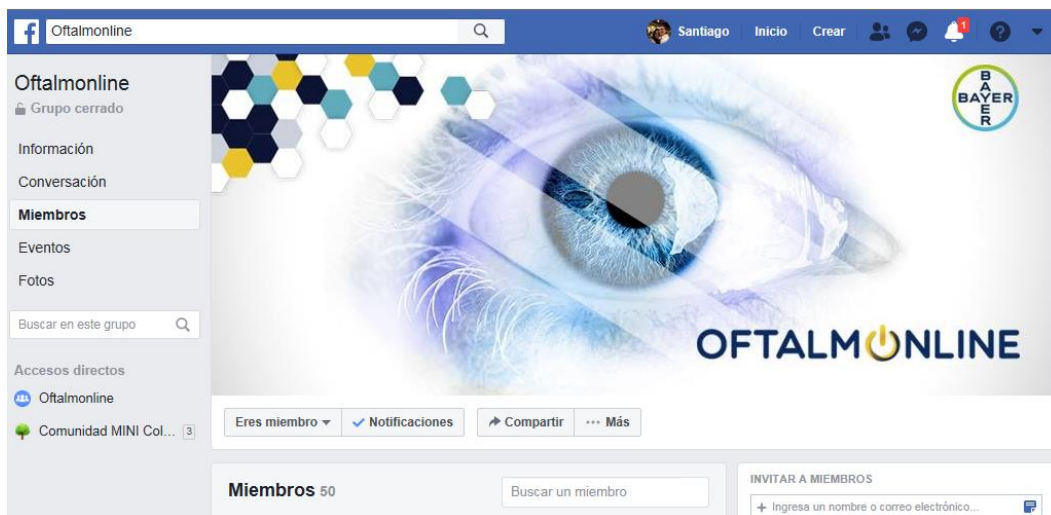 Oftalmonline
Santiago Inicio Crear 1
Oftalmonline
Grupo cerrado
Información
Conversación
Miembros
Eventos
Fotos
Buscar en este grupo
Accesos directos
Oftalmonline
Comunidad MINI Col... 3
BAYER
BAYER
OFTALMONLINE
Eres miembro Notificaciones Compartir ... Más
Miembros 50
Buscar un miembro
INVITAR A MIEMBROS
+ Ingresa un nombre o correo electrónico...